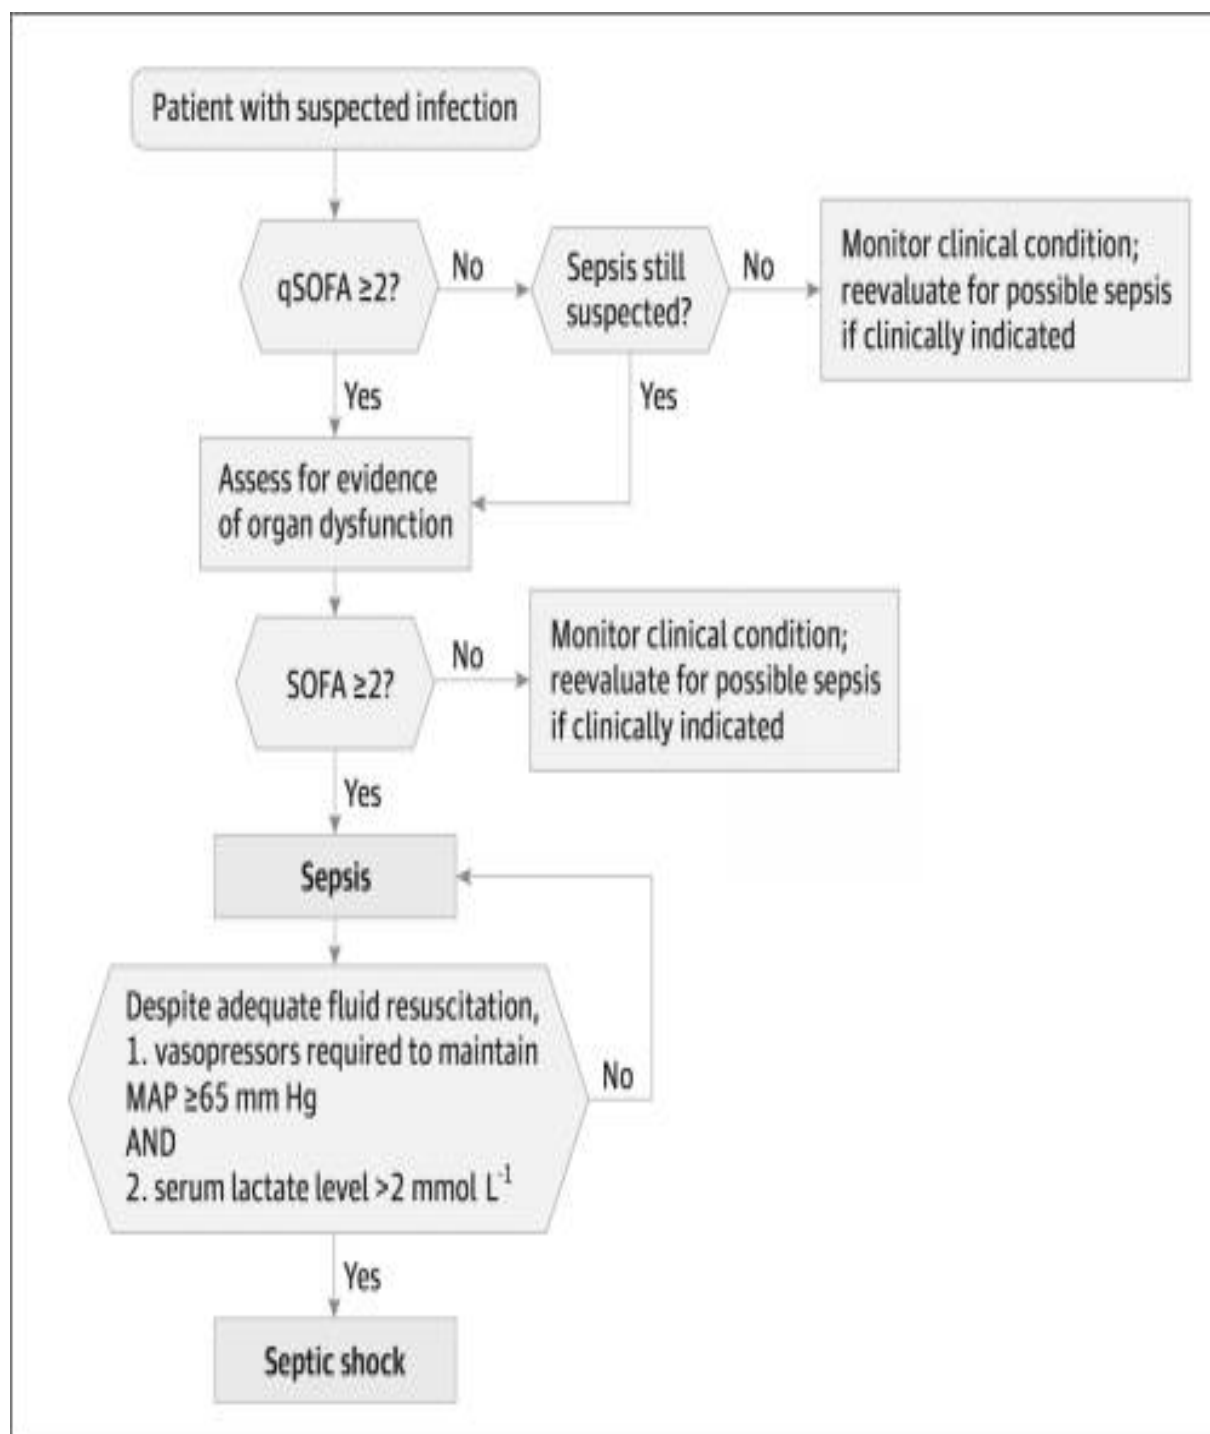 Patient with suspected infection
qSOFA ≥2?
No
Sepsis still
suspected?
No
Monitor clinical condition;
reevaluate for possible sepsis
if clinically indicated
Yes
Yes
Assess for evidence
of organ dysfunction
SOFA ≥2?
No
Monitor clinical condition;
reevaluate for possible sepsis
if clinically indicated
Yes
Sepsis
Despite adequate fluid resuscitation,
1. vasopressors required to maintain
MAP ≥65 mm Hg
AND
2. serum lactate level >2 mmol L⁻¹
No
Yes
Septic shock